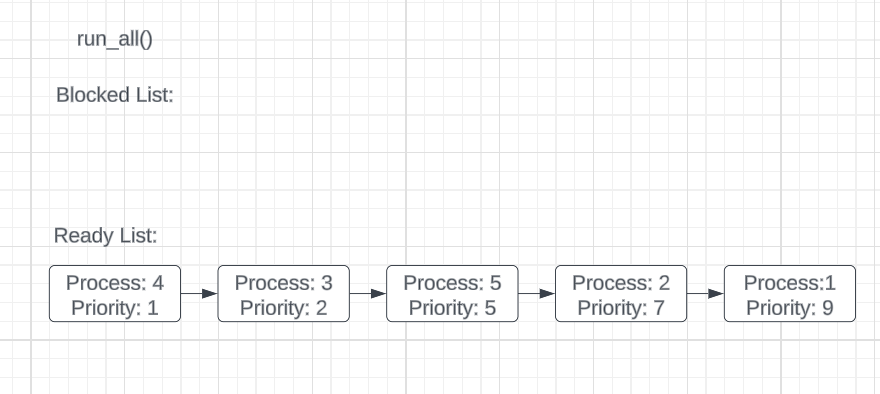 run_all()
Blocked List:
Ready List:
Process: 4
Priority: 1
Process: 3
Priority: 2
Process: 5
Priority: 5
Process: 2
Priority: 7
Process:1
Priority: 9